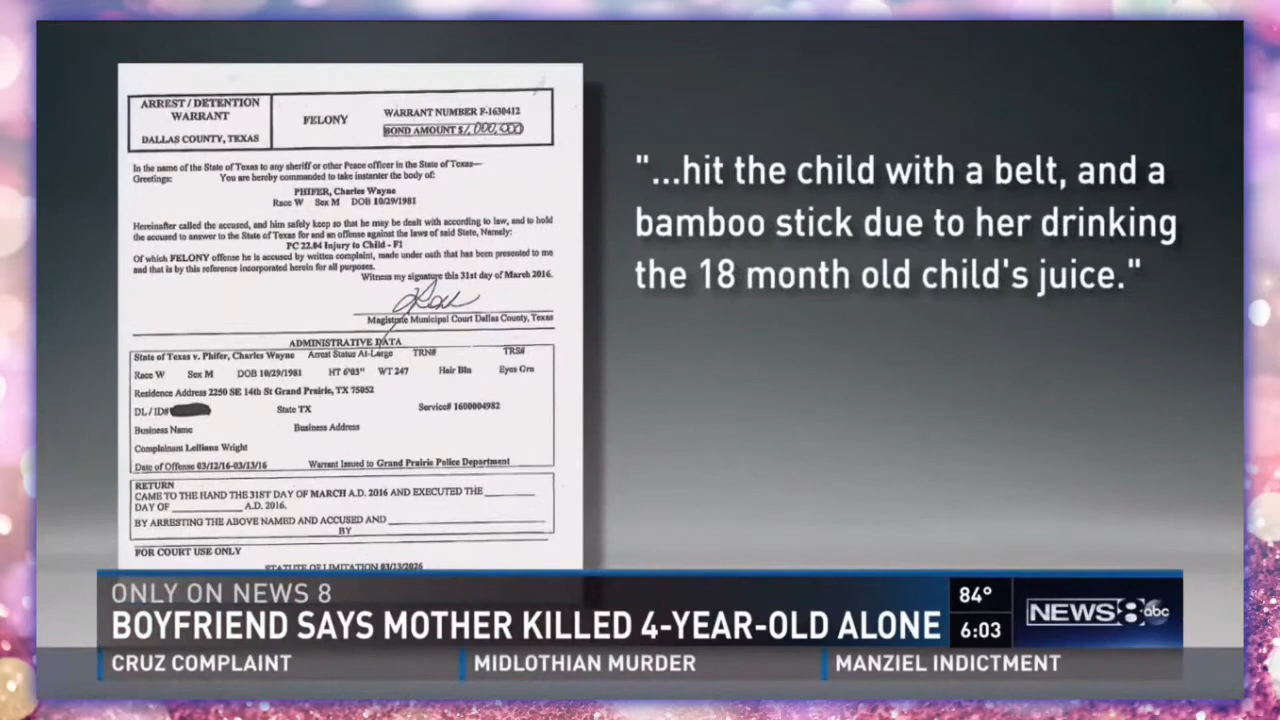 ARREST / DETENTION
WARRANT
DALLAS COUNTY, TEXAS
FELONY
WARRANT NUMBER F-1630412
BOND AMOUNT $1,000,000
In the name of the State of Texas to any sheriff or other Peace officer in the State of Texas—
Greetings: You are hereby commanded to take instanter the body of:
PHIFER, Charles Wayne
Race W Sex M DOB 10/29/1981
Hereinafter called the accused, and him safely keep so that he may be dealt with according to law, and to hold
the accused to answer to the State of Texas for and an offense against the laws of said State, Namely:
PC 22.04 Injury to Child - F1
Of which FELONY offense he is accused by written complaint, made under oath that has been presented to me
and that is by this reference incorporated herein for all purposes.
Witness my signature this 31st day of March 2016.
Magistrate Municipal Court Dallas County, Texas
ADMINISTRATIVE DATA
State of Texas v. Phifer, Charles Wayne Arrest Status At-Large TRN# TRS#
Race W Sex M DOB 10/29/1981 HT 6'03" WT 247 Hair Bln Eyes Grn
Residence Address 2250 SE 14th St Grand Prairie, TX 75052
DL/ID# State TX Service# 1600004982
Business Name Business Address
Complainant Leiliana Wright
Date of Offense 03/12/16-03/13/16 Warrant Issued to Grand Prairie Police Department
RETURN
CAME TO THE HAND THE 31ST DAY OF MARCH A.D. 2016 AND EXECUTED THE
DAY OF A.D. 2016.
BY ARRESTING THE ABOVE NAMED AND ACCUSED AND
BY
FOR COURT USE ONLY
STATUTE OF LIMITATION 03/13/2026
"...hit the child with a belt, and a
bamboo stick due to her drinking
the 18 month old child's juice."
ONLY ON NEWS 8
BOYFRIEND SAYS MOTHER KILLED 4-YEAR-OLD ALONE
84°
6:03
NEWS 8 abc
CRUZ COMPLAINT
MIDLOTHIAN MURDER
MANZIEL INDICTMENT